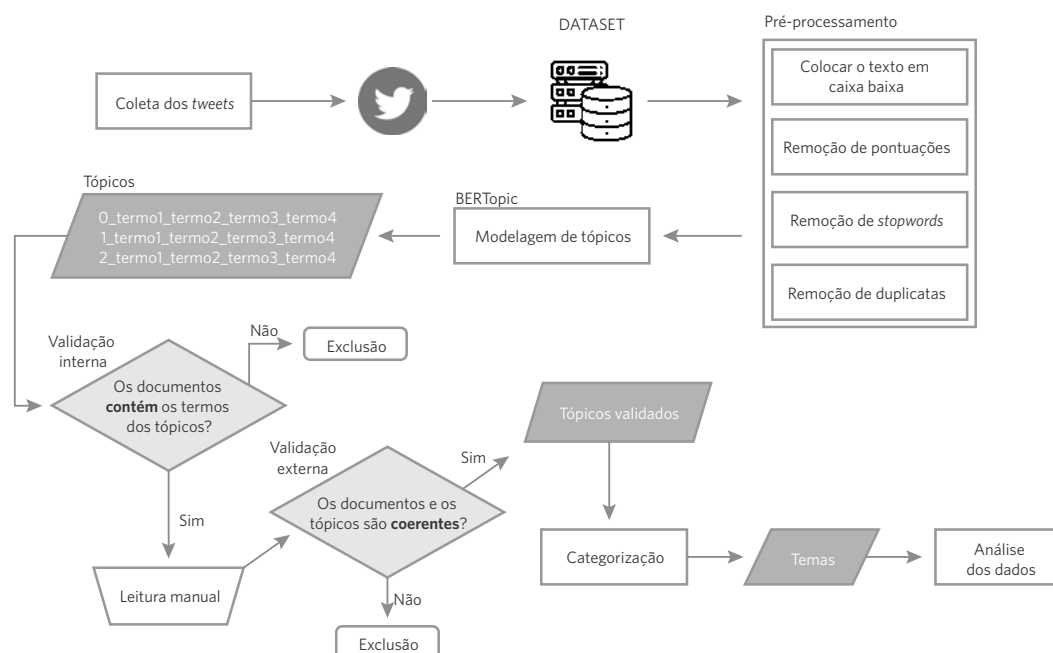 DATASET
Pré-processamento
Coleta dos tweets
Colocar o texto em
caixa baixa
Remoção de pontuações
Remoção de stopwords
Remoção de duplicatas
BERTopic
Modelagem de tópicos
Tópicos
0_termo1_termo2_termo3_termo4
1_termo1_termo2_termo3_termo4
2_termo1_termo2_termo3_termo4
Validação
interna
Os documentos
contém os termos
dos tópicos?
Não
Exclusão
Sim
Leitura manual
Validação
externa
Os documentos e os
tópicos são coerentes?
Não
Exclusão
Sim
Tópicos validados
Categorização
Temas
Análise
dos dados